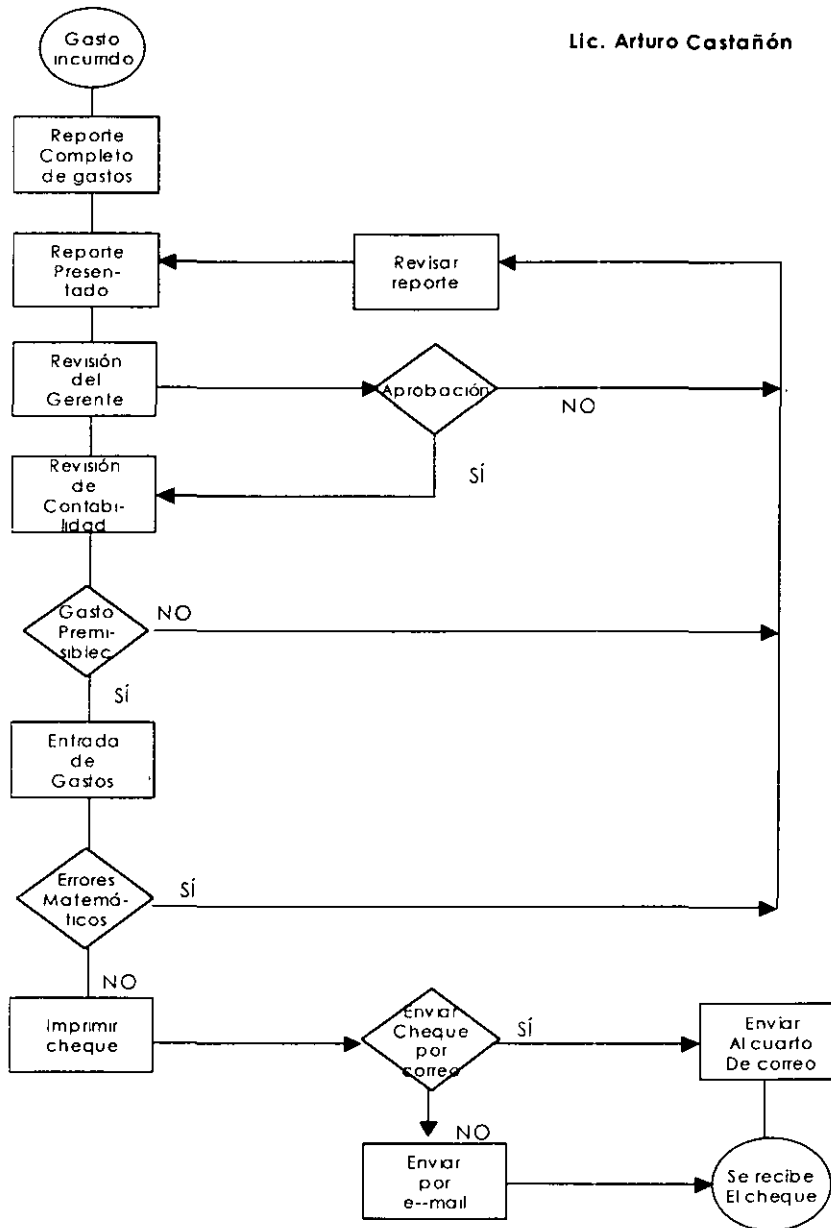 Lic. Arturo Castañón
Gasto
incurrido
Reporte
Completo
de gastos
Reporte
Presen-
tado
Revisar
reporte
Revisión
del
Gerente
Aprobación
NO
SÍ
Revisión
de
Contabi-
lidad
Gasto
Premi-
siblec
NO
SÍ
Entrada
de
Gastos
Errores
Matemá-
ticos
SÍ
NO
Imprimir
cheque
Enviar
Cheque
por
correo
SÍ
Enviar
Al cuarto
De correo
NO
Enviar
por
e--mail
Se recibe
El cheque